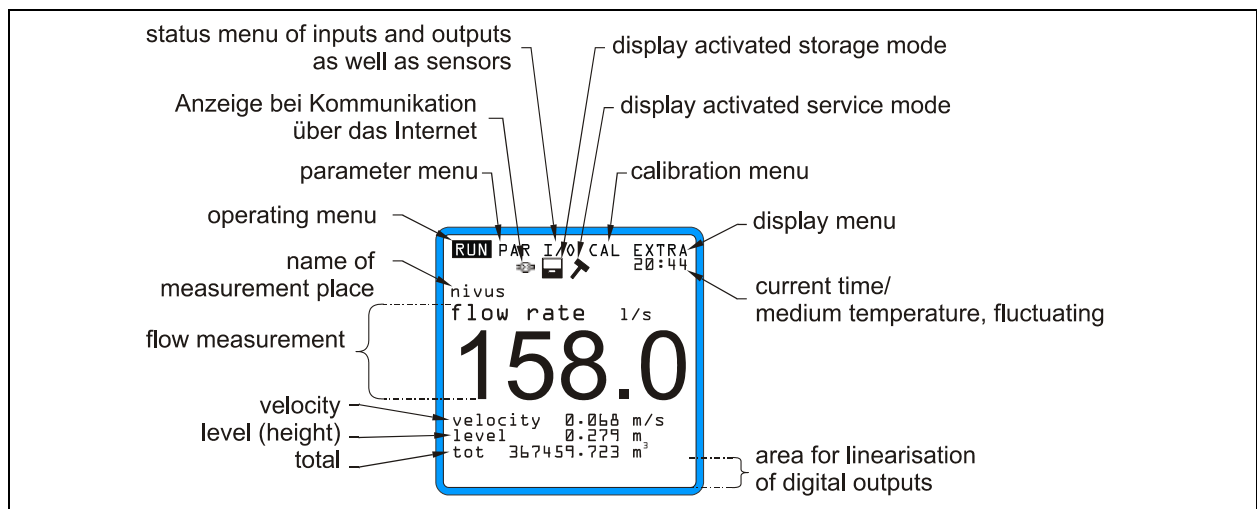 status menu of inputs and outputs
as well as sensors
display activated storage mode
Anzeige bei Kommunikation
über das Internet
display activated service mode
parameter menu
calibration menu
operating menu
display menu
RUN PAR I/O CAL EXTRA
20:44
name of
measurement place
current time/
medium temperature, fluctuating
nivus
flow rate l/s
flow measurement
158.0
velocity
level (height)
total
velocity 0.068 m/s
level 0.279 m
tot 367459.723 m³
area for linearisation
of digital outputs